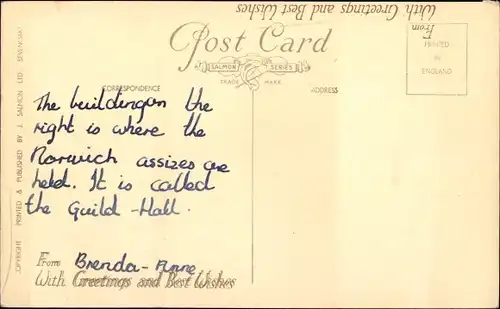 With Greetings and Best Wishes
From
Post Card
SALMON SERIES
TRADE MARK
PRINTED IN ENGLAND
CORRESPONDENCE
ADDRESS
The buildingon the
right is where the
Norwich assizes are
held. It is called
the Guild-Hall.
From Brenda-Anne
With Greetings and Best Wishes
COPYRIGHT PRINTED & PUBLISHED BY J. SALMON LTD SEVENOAKS